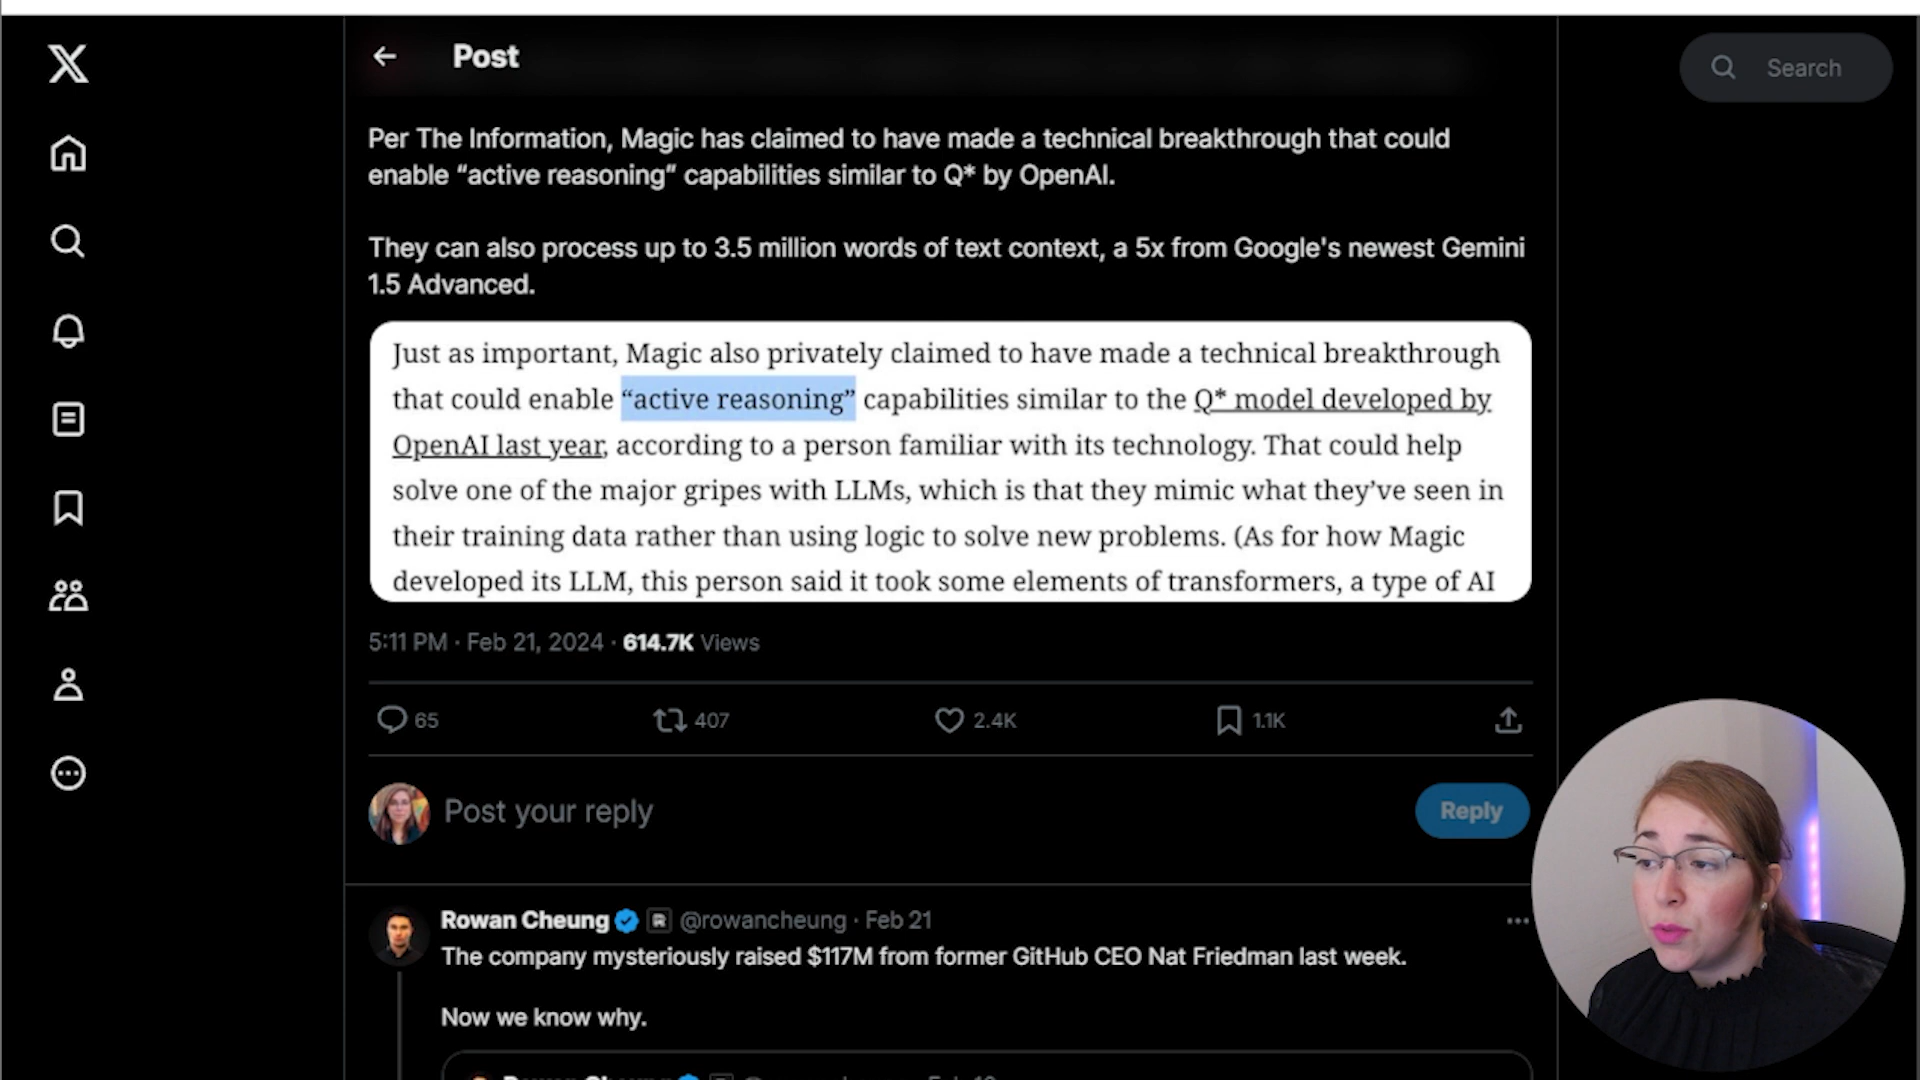 Post
Search
Per The Information, Magic has claimed to have made a technical breakthrough that could
enable “active reasoning” capabilities similar to Q* by OpenAI.
They can also process up to 3.5 million words of text context, a 5x from Google's newest Gemini
1.5 Advanced.
Just as important, Magic also privately claimed to have made a technical breakthrough
that could enable “active reasoning” capabilities similar to the Q* model developed by
OpenAI last year, according to a person familiar with its technology. That could help
solve one of the major gripes with LLMs, which is that they mimic what they’ve seen in
their training data rather than using logic to solve new problems. (As for how Magic
developed its LLM, this person said it took some elements of transformers, a type of AI
5:11 PM · Feb 21, 2024 · 614.7K Views
65 407 2.4K 1.1K
Post your reply
Reply
Rowan Cheung R @rowancheung · Feb 21
The company mysteriously raised $117M from former GitHub CEO Nat Friedman last week.
Now we know why.